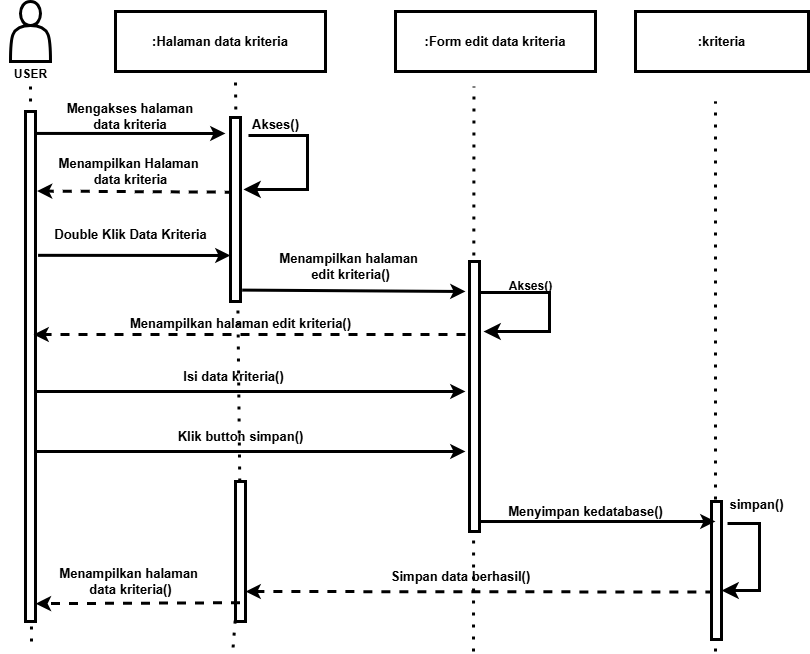 :Halaman data kriteria
:Form edit data kriteria
:kriteria
USER
Mengakses halaman
data kriteria
Akses()
Menampilkan Halaman
data kriteria
Double Klik Data Kriteria
Menampilkan halaman
edit kriteria()
Akses()
Menampilkan halaman edit kriteria()
Isi data kriteria()
Klik button simpan()
Menyimpan kedatabase()
simpan()
Menampilkan halaman
data kriteria()
Simpan data berhasil()